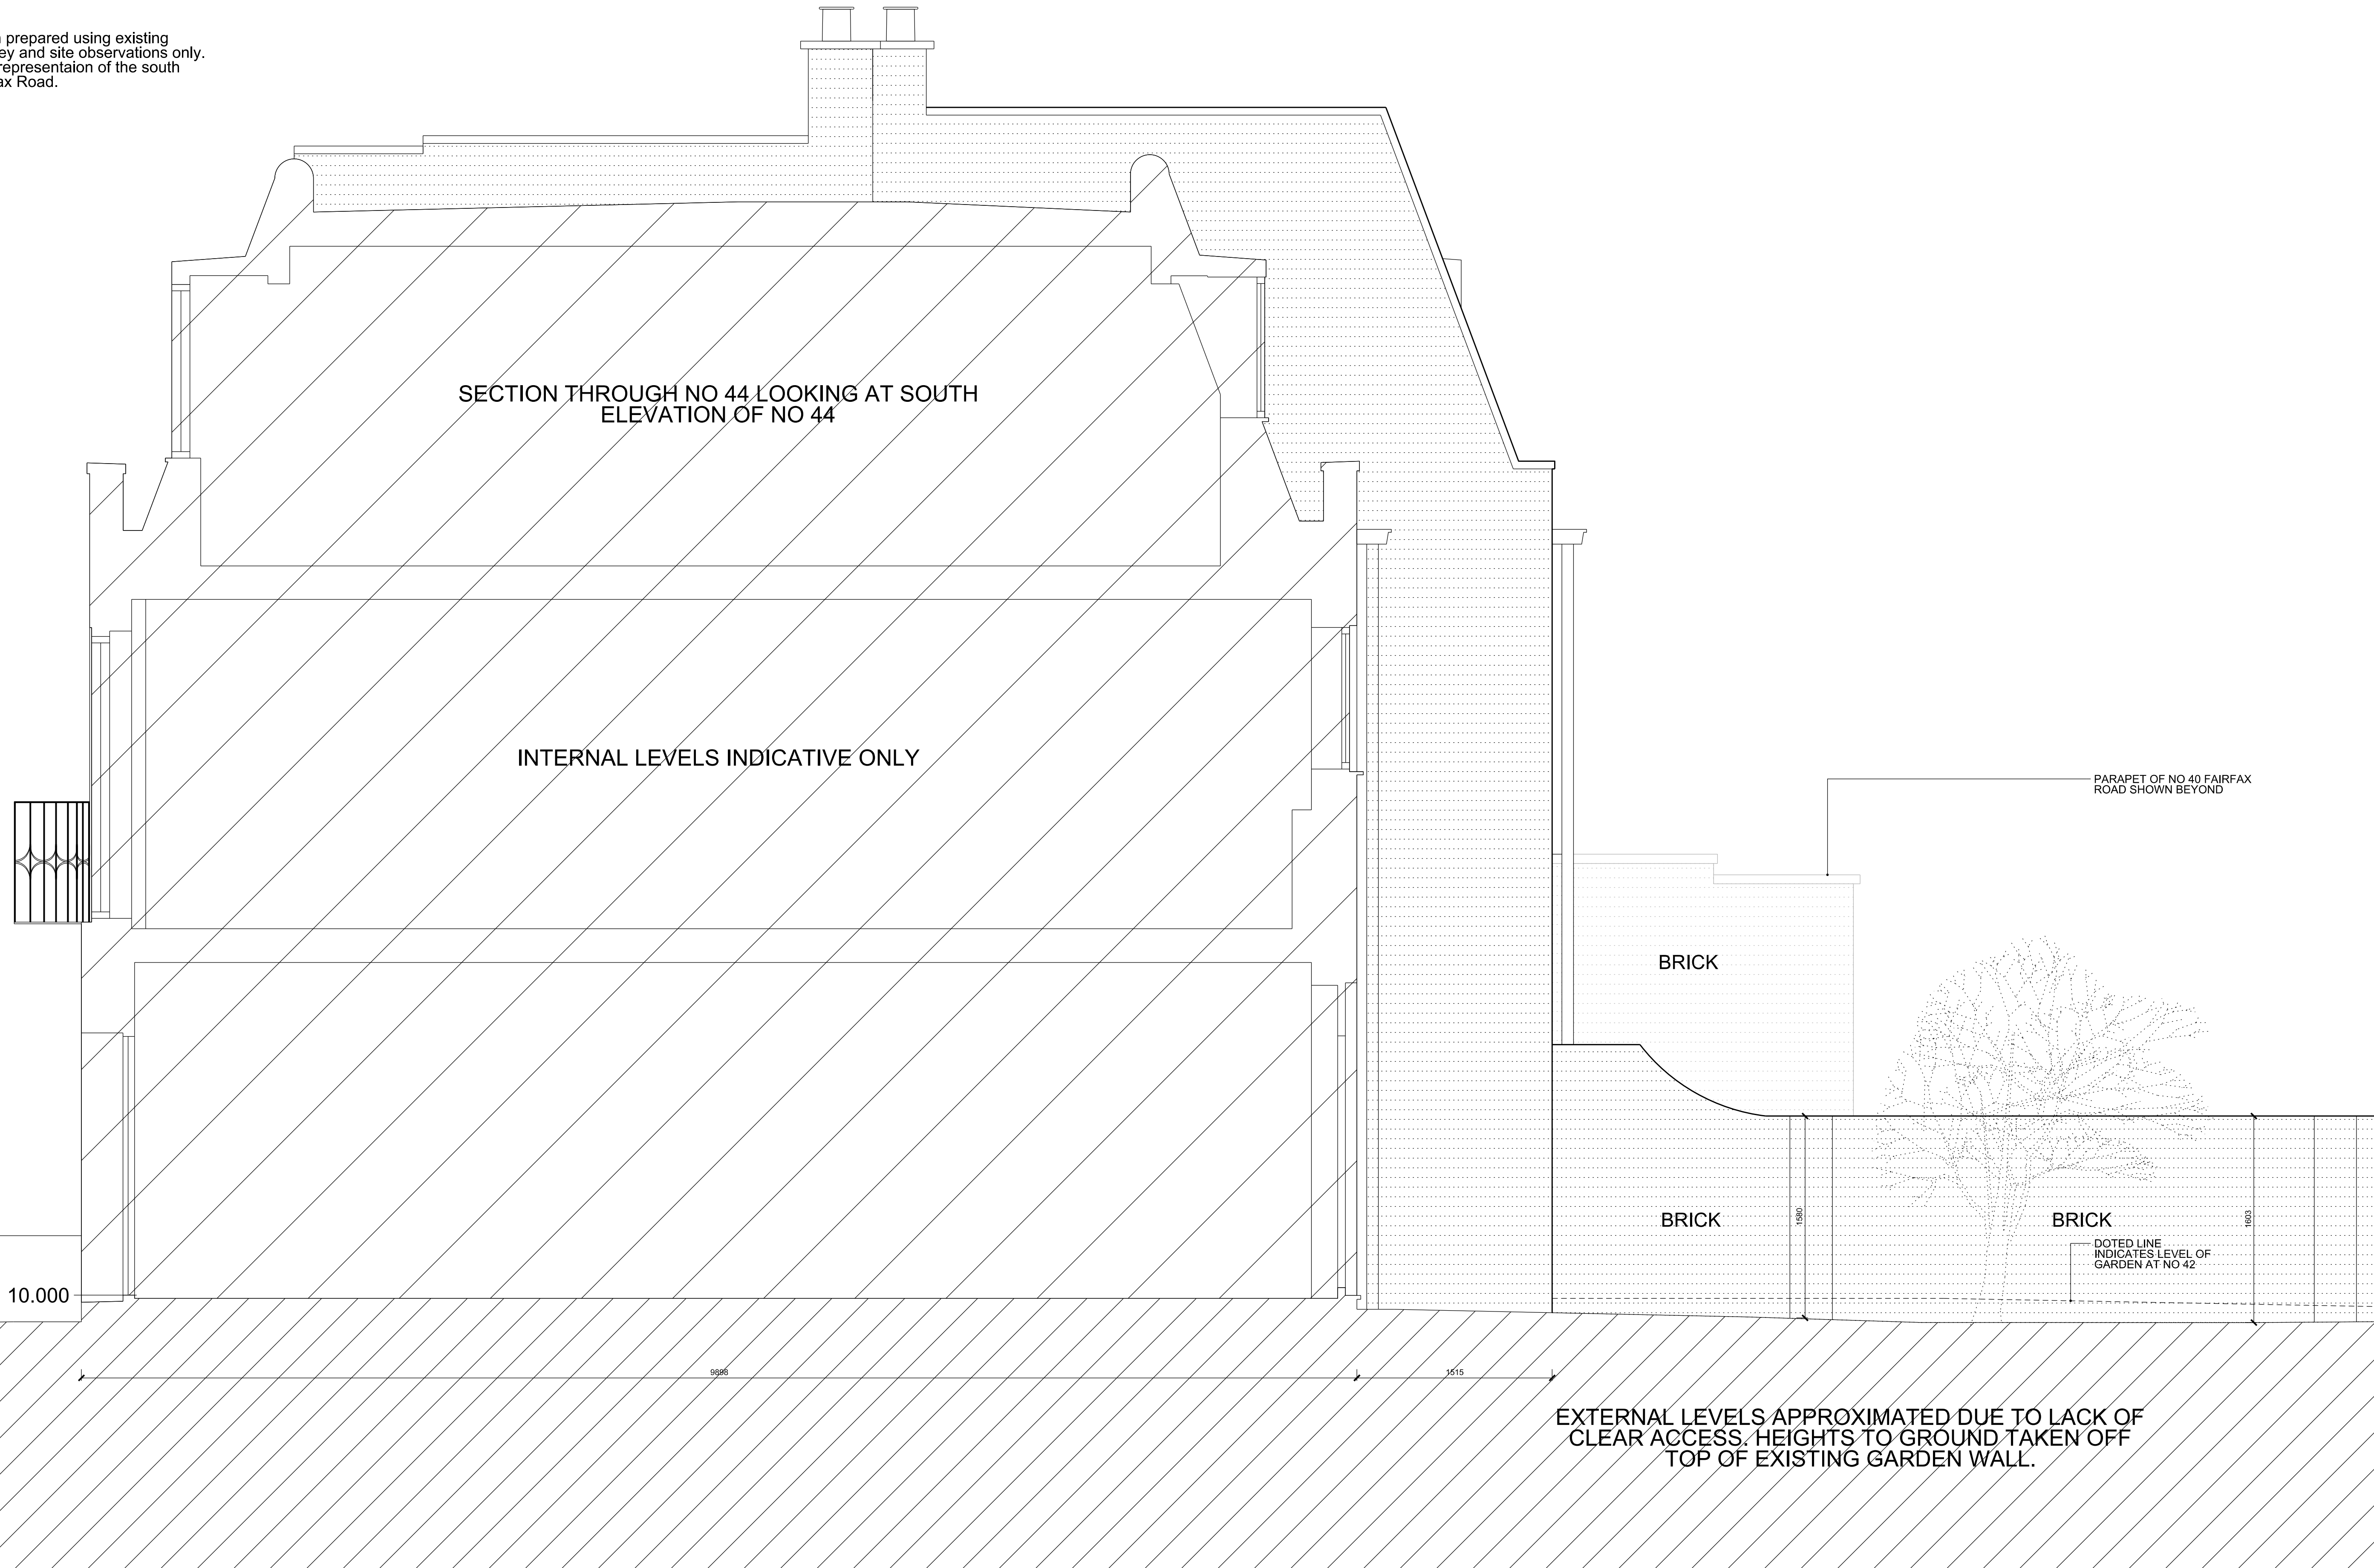 prepared using existing
ey and site observations only.
representaion of the south
ax Road.
SECTION THROUGH NO 44 LOOKING AT SOUTH
ELEVATION OF NO 44
INTERNAL LEVELS INDICATIVE ONLY
PARAPET OF NO 40 FAIRFAX
ROAD SHOWN BEYOND
BRICK
BRICK
1580
BRICK
1603
DOTED LINE
INDICATES LEVEL OF
GARDEN AT NO 42
10.000
9898
1515
EXTERNAL LEVELS APPROXIMATED DUE TO LACK OF
CLEAR ACCESS. HEIGHTS TO GROUND TAKEN OFF
TOP OF EXISTING GARDEN WALL.